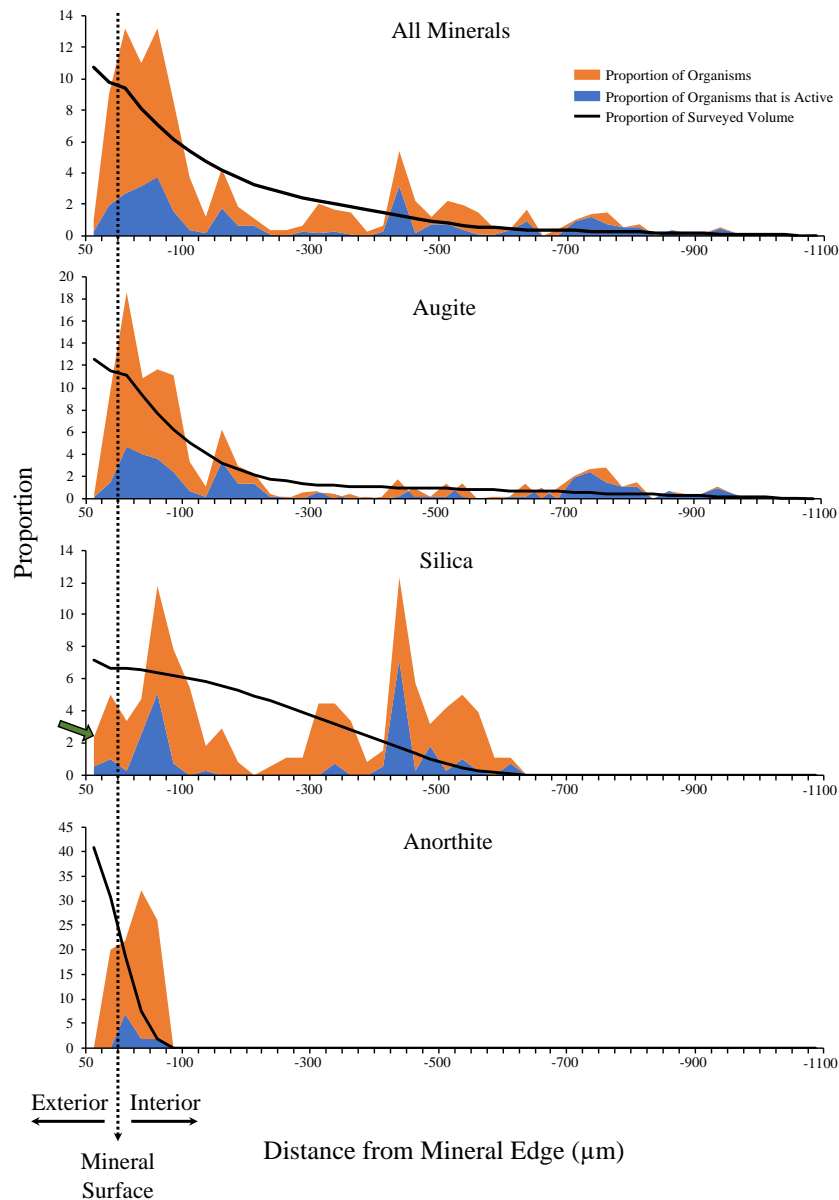 All Minerals
Proportion of Organisms
Proportion of Organisms that is Active
Proportion of Surveyed Volume
14
12
10
8
6
4
2
0
50 -100 -300 -500 -700 -900 -1100
Augite
20
18
16
14
12
10
8
6
4
2
0
50 -100 -300 -500 -700 -900 -1100
Proportion
Silica
14
12
10
8
6
4
2
0
50 -100 -300 -500 -700 -900 -1100
Anorthite
45
40
35
30
25
20
15
10
5
0
50 -100 -300 -500 -700 -900 -1100
Exterior Interior
Mineral
Surface
Distance from Mineral Edge (µm)